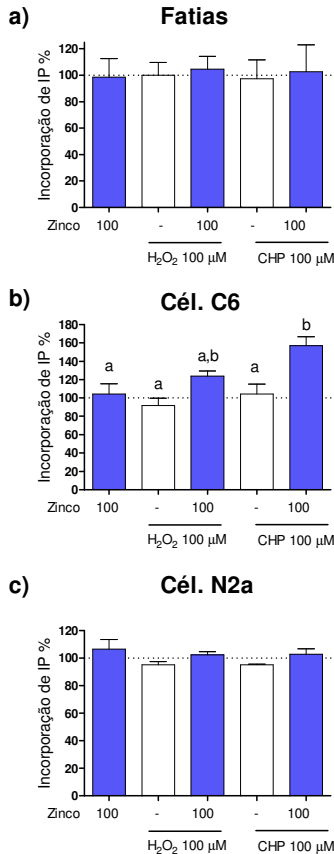 a) Fatias
Incorporação de IP %
120
100
80
60
40
20
0
Zinco 100 - 100 - 100
H₂O₂ 100 µM CHP 100 µM
b) Cél. C6
Incorporação de IP %
180
160
140
120
100
80
60
40
20
0
a a a,b a b
Zinco 100 - 100 - 100
H₂O₂ 100 µM CHP 100 µM
c) Cél. N2a
Incorporação de IP %
120
100
80
60
40
20
0
Zinco 100 - 100 - 100
H₂O₂ 100 µM CHP 100 µM